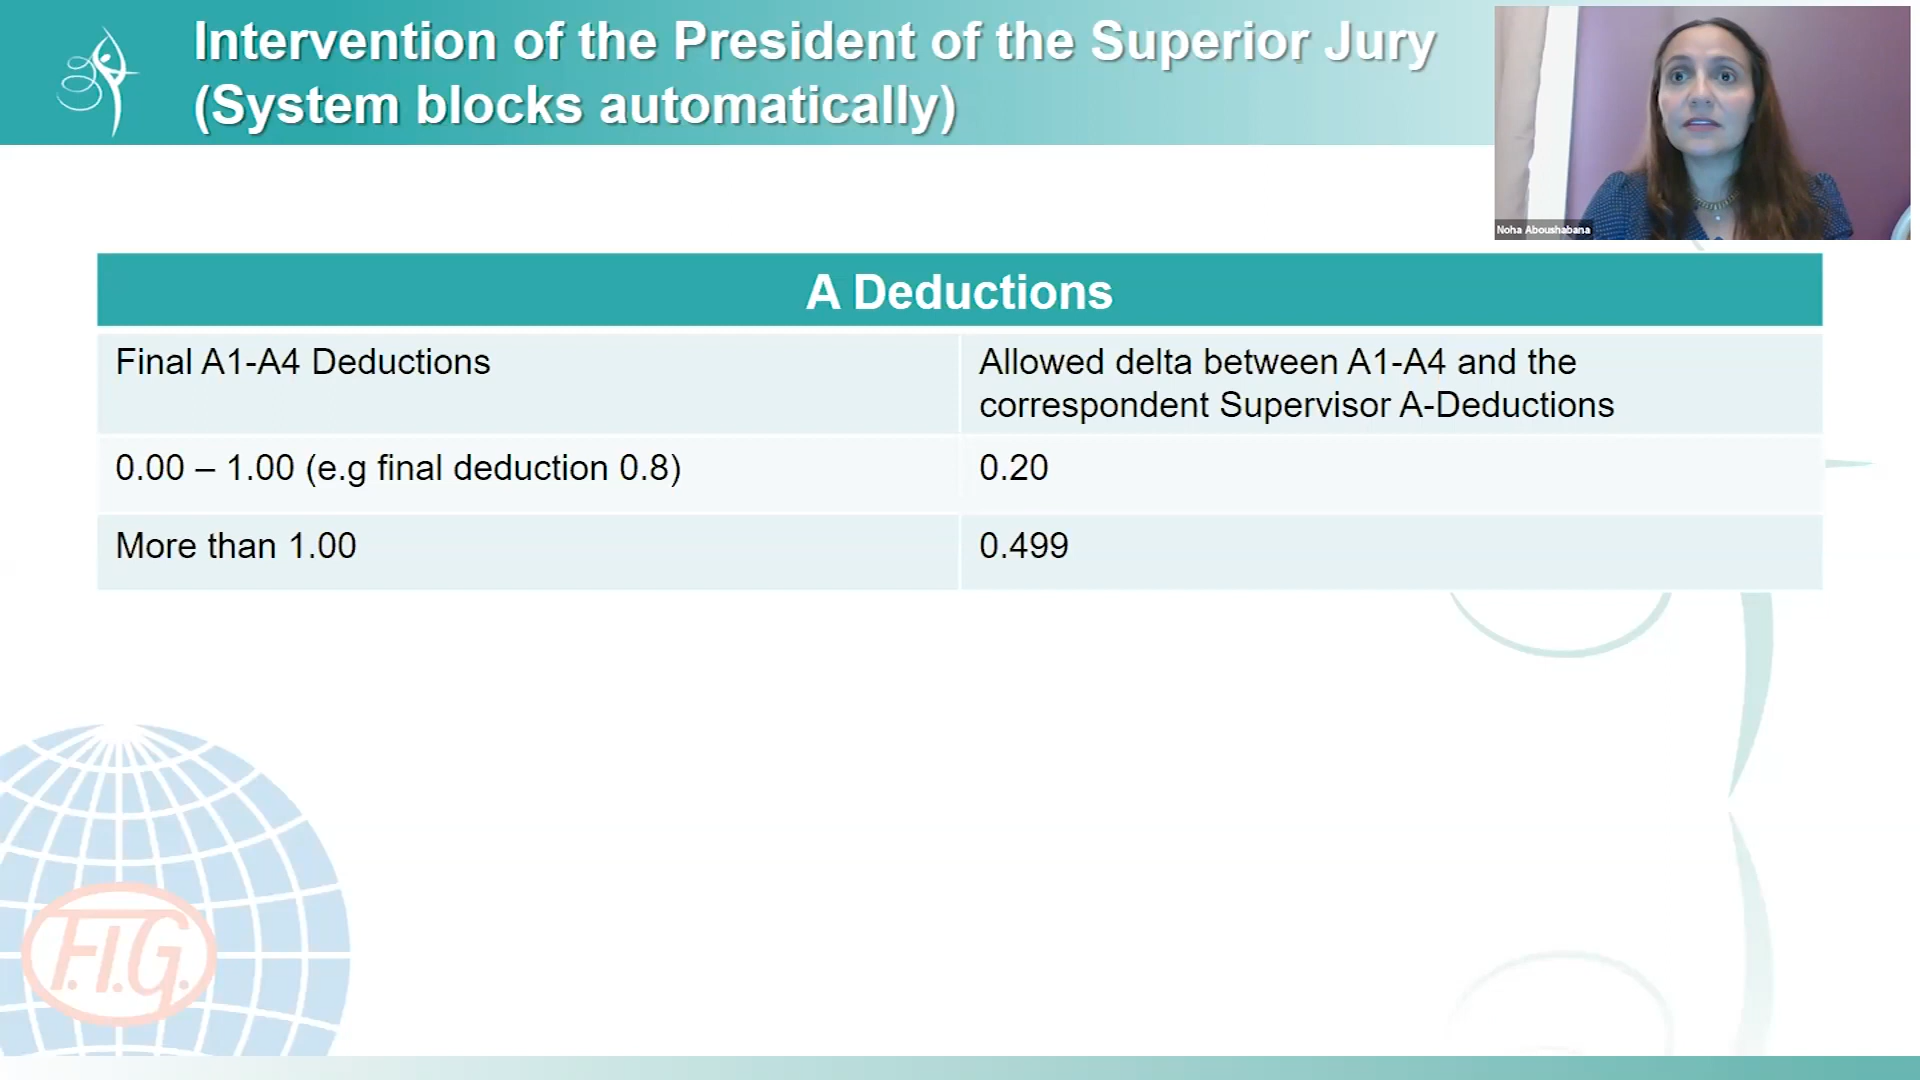 Intervention of the President of the Superior Jury
(System blocks automatically)
Noha Aboushabana
A Deductions
Final A1-A4 Deductions
Allowed delta between A1-A4 and the
correspondent Supervisor A-Deductions
0.00 – 1.00 (e.g final deduction 0.8)
0.20
More than 1.00
0.499
F.I.G.